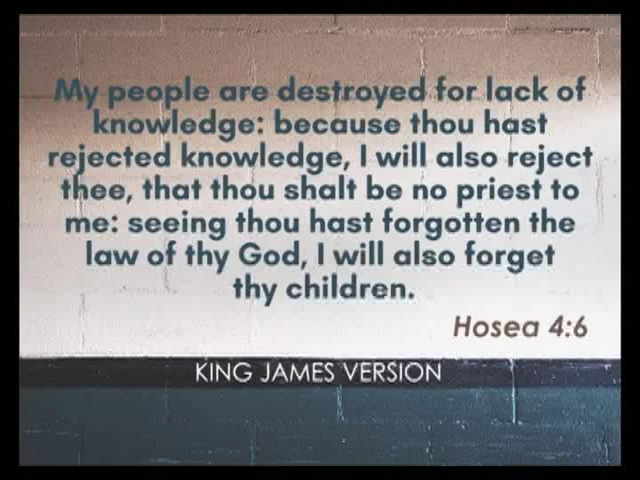 My people are destroyed for lack of
knowledge: because thou hast
rejected knowledge, I will also reject
thee, that thou shalt be no priest to
me: seeing thou hast forgotten the
law of thy God, I will also forget
thy children.
Hosea 4:6
KING JAMES VERSION